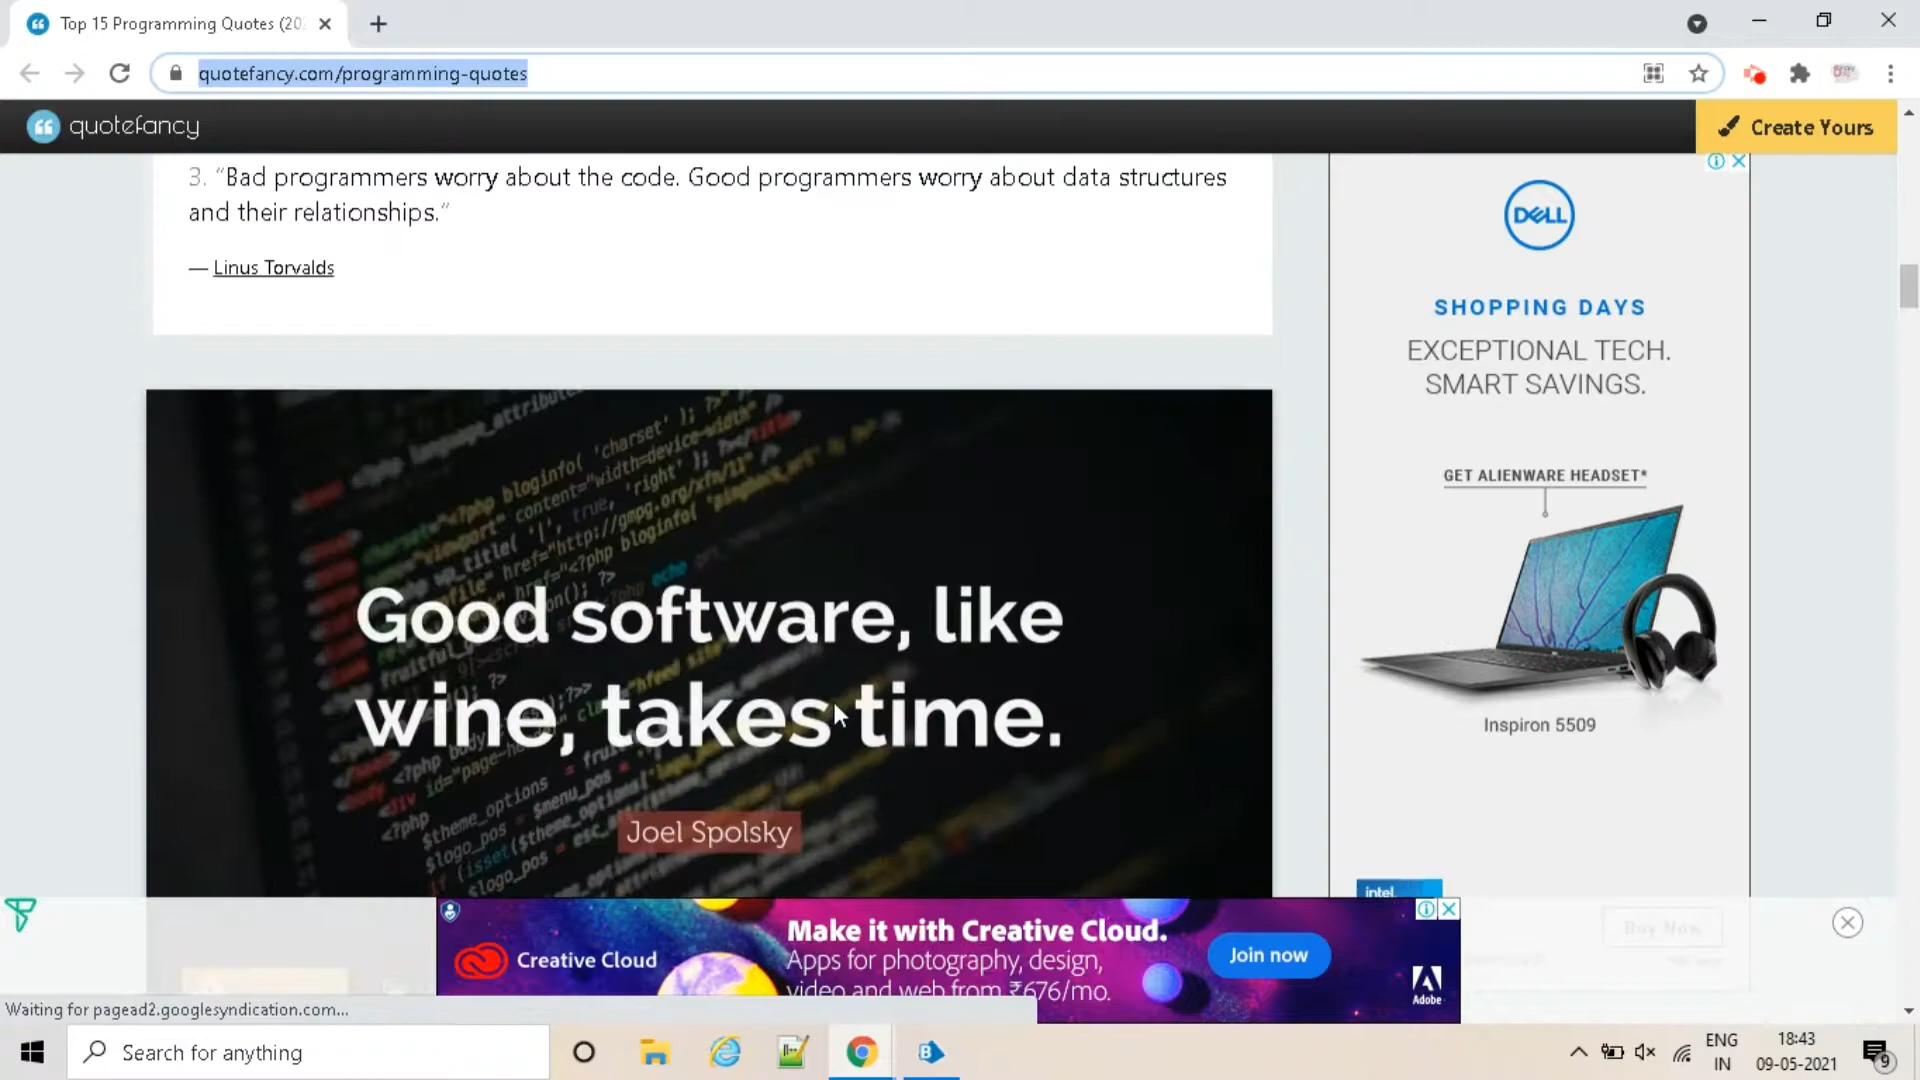 Top 15 Programming Quotes (20
quotefancy.com/programming-quotes
quotefancy
Create Yours
3. “Bad programmers worry about the code. Good programmers worry about data structures
and their relationships.”
— Linus Torvalds
Good software, like
wine, takes time.
Joel Spolsky
DELL
SHOPPING DAYS
EXCEPTIONAL TECH.
SMART SAVINGS.
GET ALIENWARE HEADSET*
Inspiron 5509
intel.
Buy Now
Creative Cloud
Make it with Creative Cloud.
Apps for photography, design,
video and web from ₹676/mo.
Join now
Adobe
Waiting for pagead2.googlesyndication.com...
Search for anything
ENG
IN
18:43
09-05-2021
9